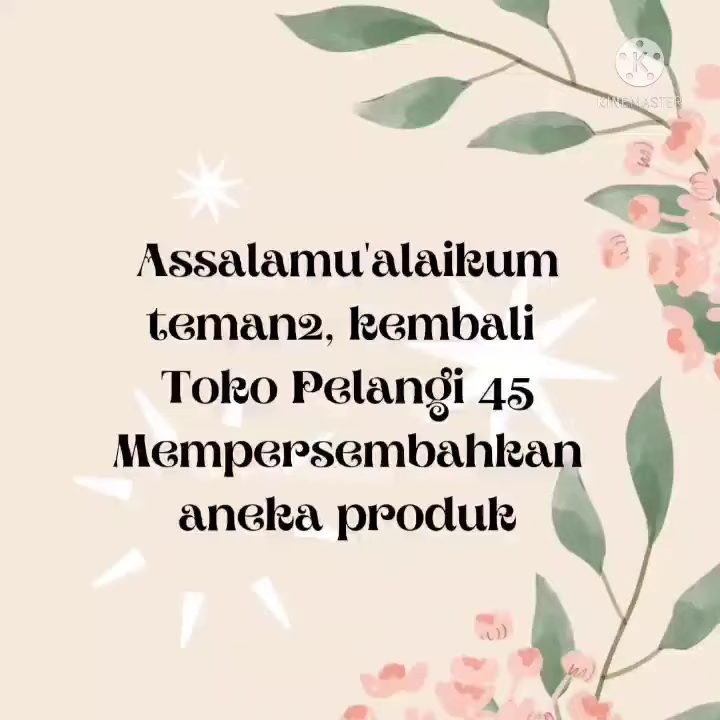 KINEMASTER
Assalamu'alaikum
teman2, kembali
Toko Pelangi 45
Mempersembahkan
aneka produk